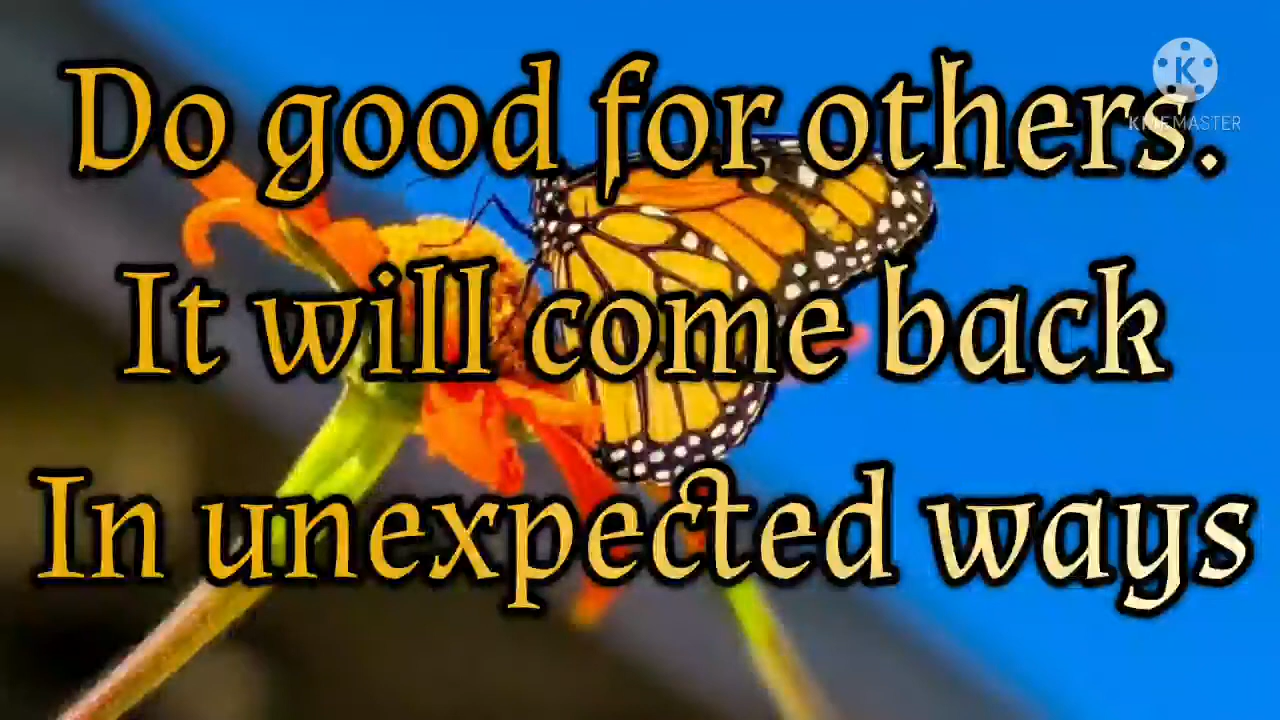 Do good for others.
It will come back
In unexpected ways
K
KINEMASTER